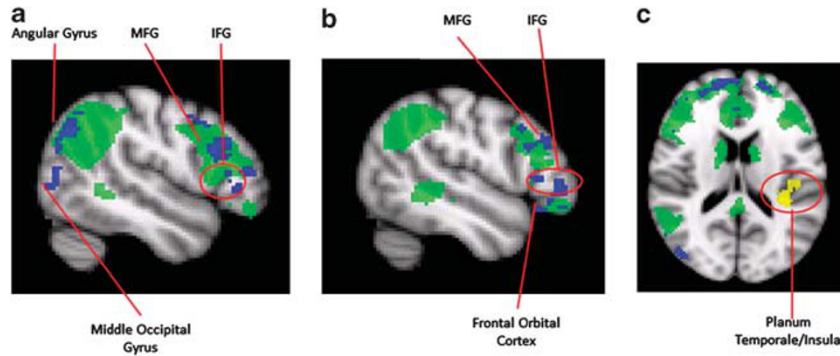 a
b
c
Angular Gyrus
MFG
IFG
MFG
IFG
Middle Occipital
Gyrus
Frontal Orbital
Cortex
Planum
Temporale/Insula